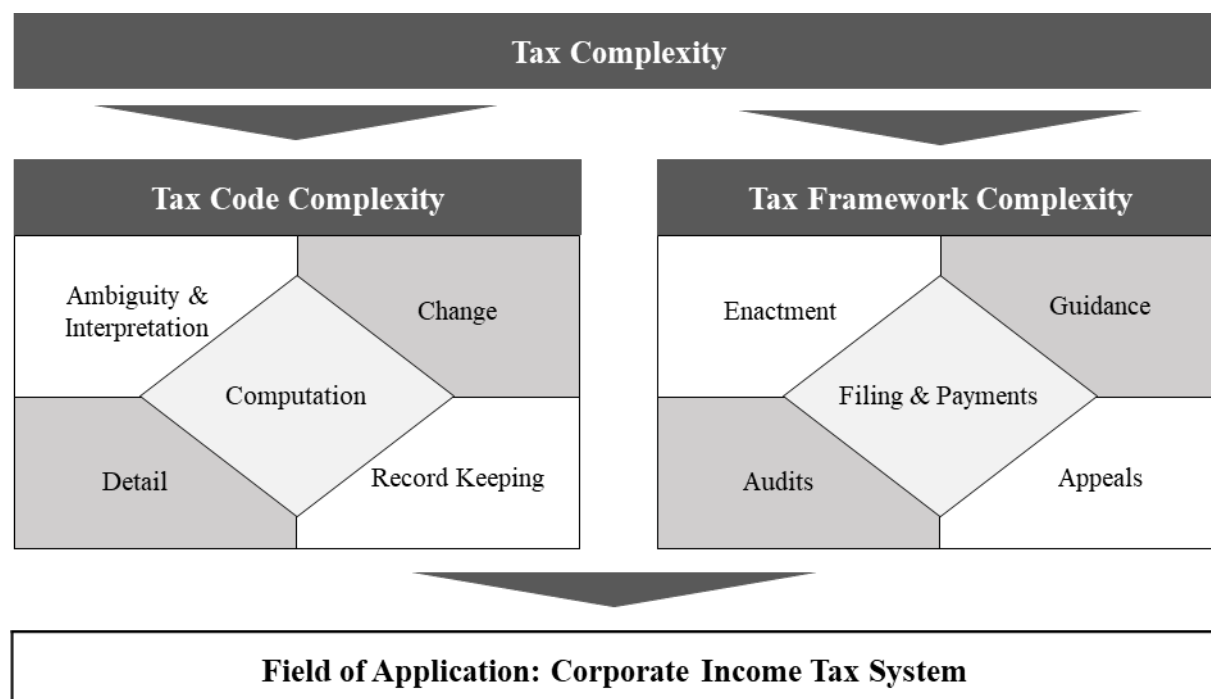 Tax Complexity
Tax Code Complexity
Ambiguity &
Interpretation
Change
Computation
Detail
Record Keeping
Tax Framework Complexity
Enactment
Guidance
Filing & Payments
Audits
Appeals
Field of Application: Corporate Income Tax System